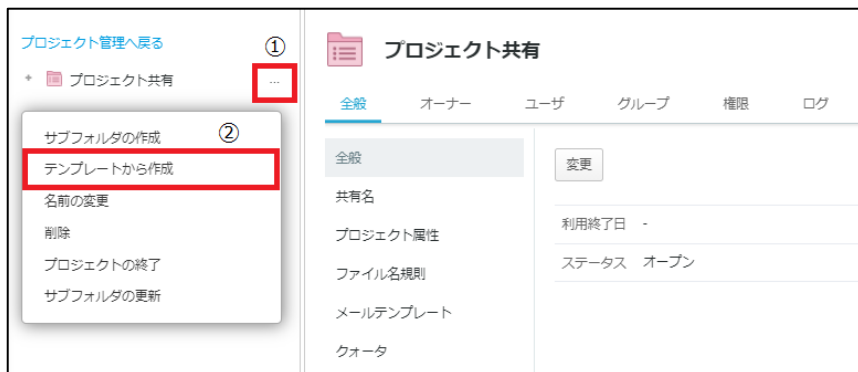 プロジェクト管理へ戻る
①
+ プロジェクト共有 ...
サブフォルダの作成 ②
テンプレートから作成
名前の変更
削除
プロジェクトの終了
サブフォルダの更新
プロジェクト共有
全般 オーナー ユーザ グループ 権限 ログ
全般
共有名
プロジェクト属性
ファイル名規則
メールテンプレート
クォータ
変更
利用終了日 -
ステータス オープン